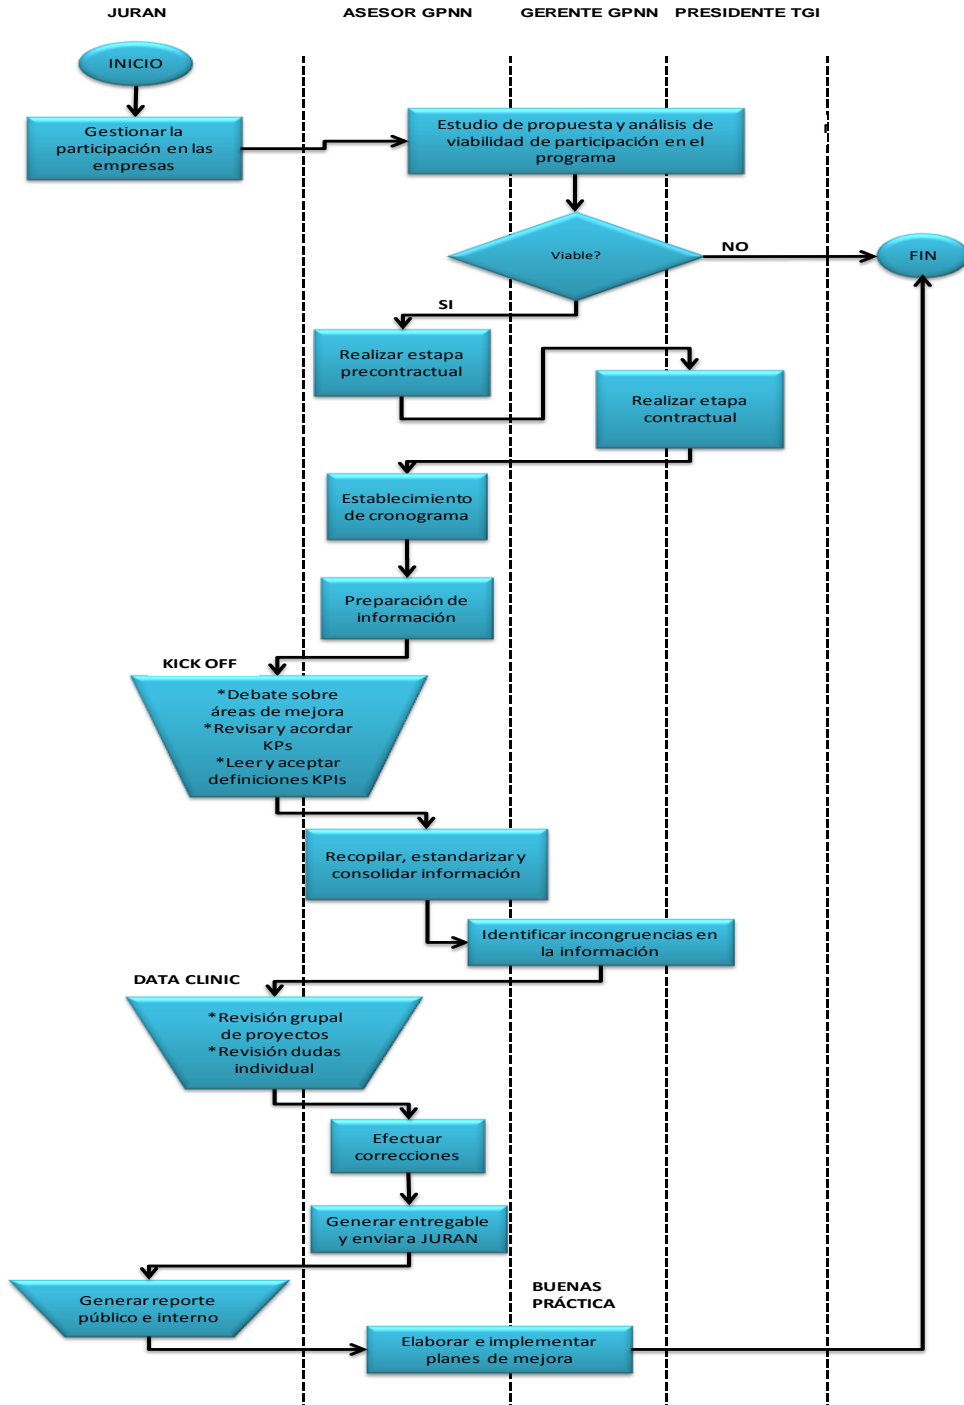 JURAN
ASESOR GPNN
GERENTE GPNN
PRESIDENTE TGI
INICIO
Gestionar la
participación en las
empresas
Estudio de propuesta y análisis de
viabilidad de participación en el
programa
Viable?
NO
FIN
SI
Realizar estapa
precontractual
Realizar etapa
contractual
Establecimiento
de cronograma
Preparación de
información
KICK OFF
*Debate sobre
áreas de mejora
*Revisar y acordar
KPs
*Leer y aceptar
definiciones KPIs
Recopilar, estandarizar y
consolidar información
Identificar incongruencias en
la información
DATA CLINIC
*Revisión grupal
de proyectos
*Revisión dudas
individual
Efectuar
correcciones
Generar entregable
y enviar a JURAN
Generar reporte
público e interno
BUENAS
PRÁCTICA
Elaborar e implementar
planes de mejora